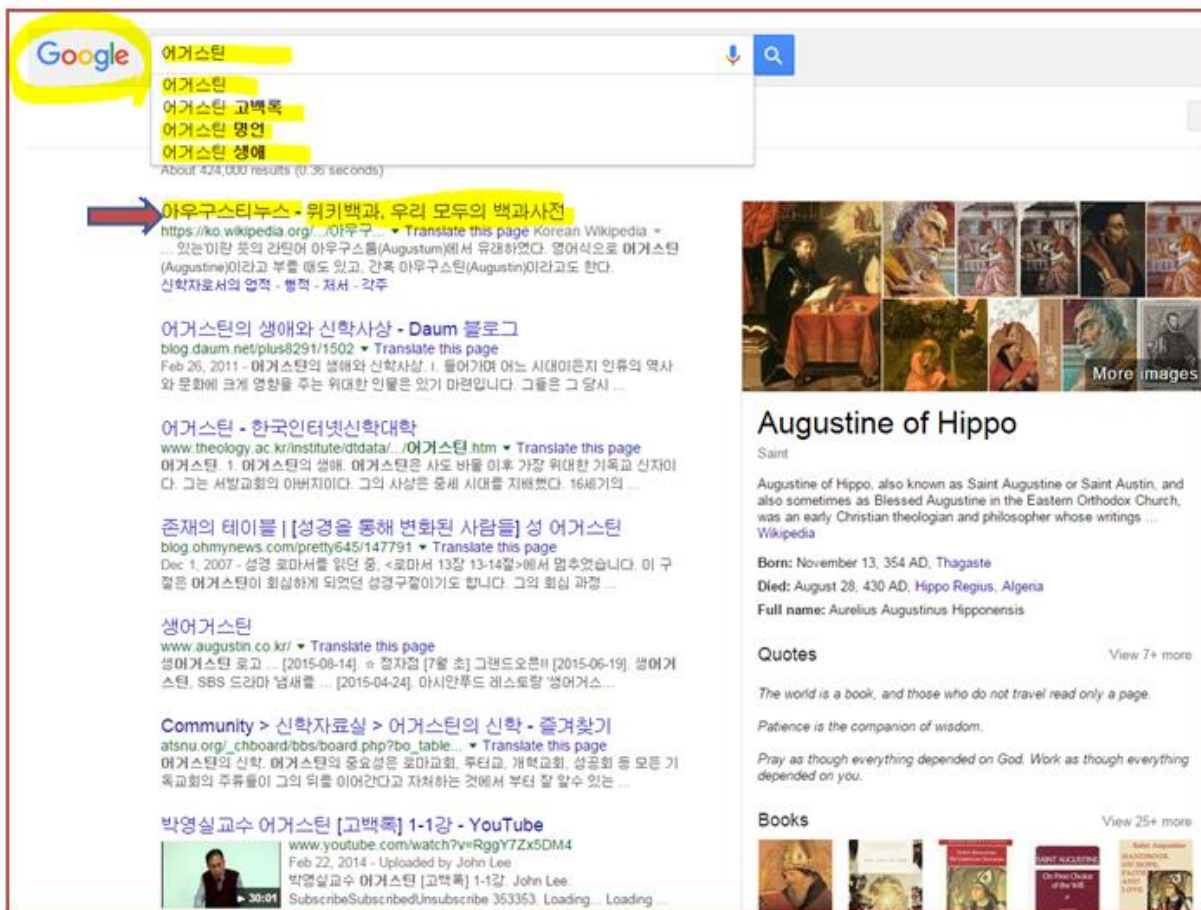 Google
어거스틴
어거스틴
어거스틴 고백록
어거스틴 명언
어거스틴 생애
About 424,000 results (0.36 seconds)
아우구스티누스 - 위키백과, 우리 모두의 백과사전
https://ko.wikipedia.org/.../아우구... ▾ Translate this page Korean Wikipedia ▾
... 있는'이란 뜻의 라틴어 아우구스툼(Augustum)에서 유래하였다. 영어식으로 어거스틴
(Augustine)이라고 부를 때도 있고, 간혹 아우구스틴(Augustin)이라고도 한다.
신학자로서의 업적 - 행적 - 저서 - 각주
어거스틴의 생애와 신학사상 - Daum 블로그
blog.daum.net/plus8291/1502 ▾ Translate this page
Feb 26, 2011 - 어거스틴의 생애와 신학사상. I. 들어가며 어느 시대이든지 인류의 역사
와 문화에 크게 영향을 주는 위대한 인물은 있기 마련입니다. 그들은 그 당시 ...
어거스틴 - 한국인터넷신학대학
www.theology.ac.kr/institute/dtdata/.../어거스틴.htm ▾ Translate this page
어거스틴. 1. 어거스틴의 생애. 어거스틴은 사도 바울 이후 가장 위대한 기독교 신자이
다. 그는 서방교회의 아버지이다. 그의 사상은 중세 시대를 지배했다. 16세기의 ...
존재의 테이블 | [성경을 통해 변화된 사람들] 성 어거스틴
blog.ohmynews.com/pretty645/147791 ▾ Translate this page
Dec 1, 2007 - 성경 로마서를 읽던 중, <로마서 13장 13-14절>에서 멈추었습니다. 이 구
절은 어거스틴이 회심하게 되었던 성경구절이기도 합니다. 그의 회심 과정 ...
생어거스틴
www.augustin.co.kr/ ▾ Translate this page
생어거스틴 로고 ... [2015-08-14]. ☆ 정자점 [7월 초] 그랜드오픈!! [2015-06-19]. 생어거
스틴, SBS 드라마 '냄새를 ... [2015-04-24]. 아시안푸드 레스토랑 '생어거스...
Community > 신학자료실 > 어거스틴의 신학 - 즐겨찾기
atsnu.org/_chboard/bbs/board.php?bo_table... ▾ Translate this page
어거스틴의 신학. 어거스틴의 중요성은 로마교회, 루터교, 개혁교회, 성공회 등 모든 기
독교회의 주류들이 그의 뒤를 이어간다고 자처하는 것에서 부터 잘 알수 있는 ...
박영실교수 어거스틴 [고백록] 1-1강 - YouTube
www.youtube.com/watch?v=RggY7Zx5DM4
Feb 22, 2014 - Uploaded by John Lee
박영실교수 어거스틴 [고백록] 1-1강. John Lee.
SubscribeSubscribedUnsubscribe 353353. Loading... Loading ...
30:01
고백록
More images
Augustine of Hippo
Saint
Augustine of Hippo, also known as Saint Augustine or Saint Austin, and
also sometimes as Blessed Augustine in the Eastern Orthodox Church,
was an early Christian theologian and philosopher whose writings ...
Wikipedia
Born: November 13, 354 AD, Thagaste
Died: August 28, 430 AD, Hippo Regius, Algeria
Full name: Aurelius Augustinus Hipponensis
Quotes
View 7+ more
The world is a book, and those who do not travel read only a page.
Patience is the companion of wisdom.
Pray as though everything depended on God. Work as though everything
depended on you.
Books
View 25+ more
SAINT AUGUSTINE
On Free Choice
of the Will
Saint Augustine
HANDBOOK
ON HOPE,
FAITH
AND
LOVE